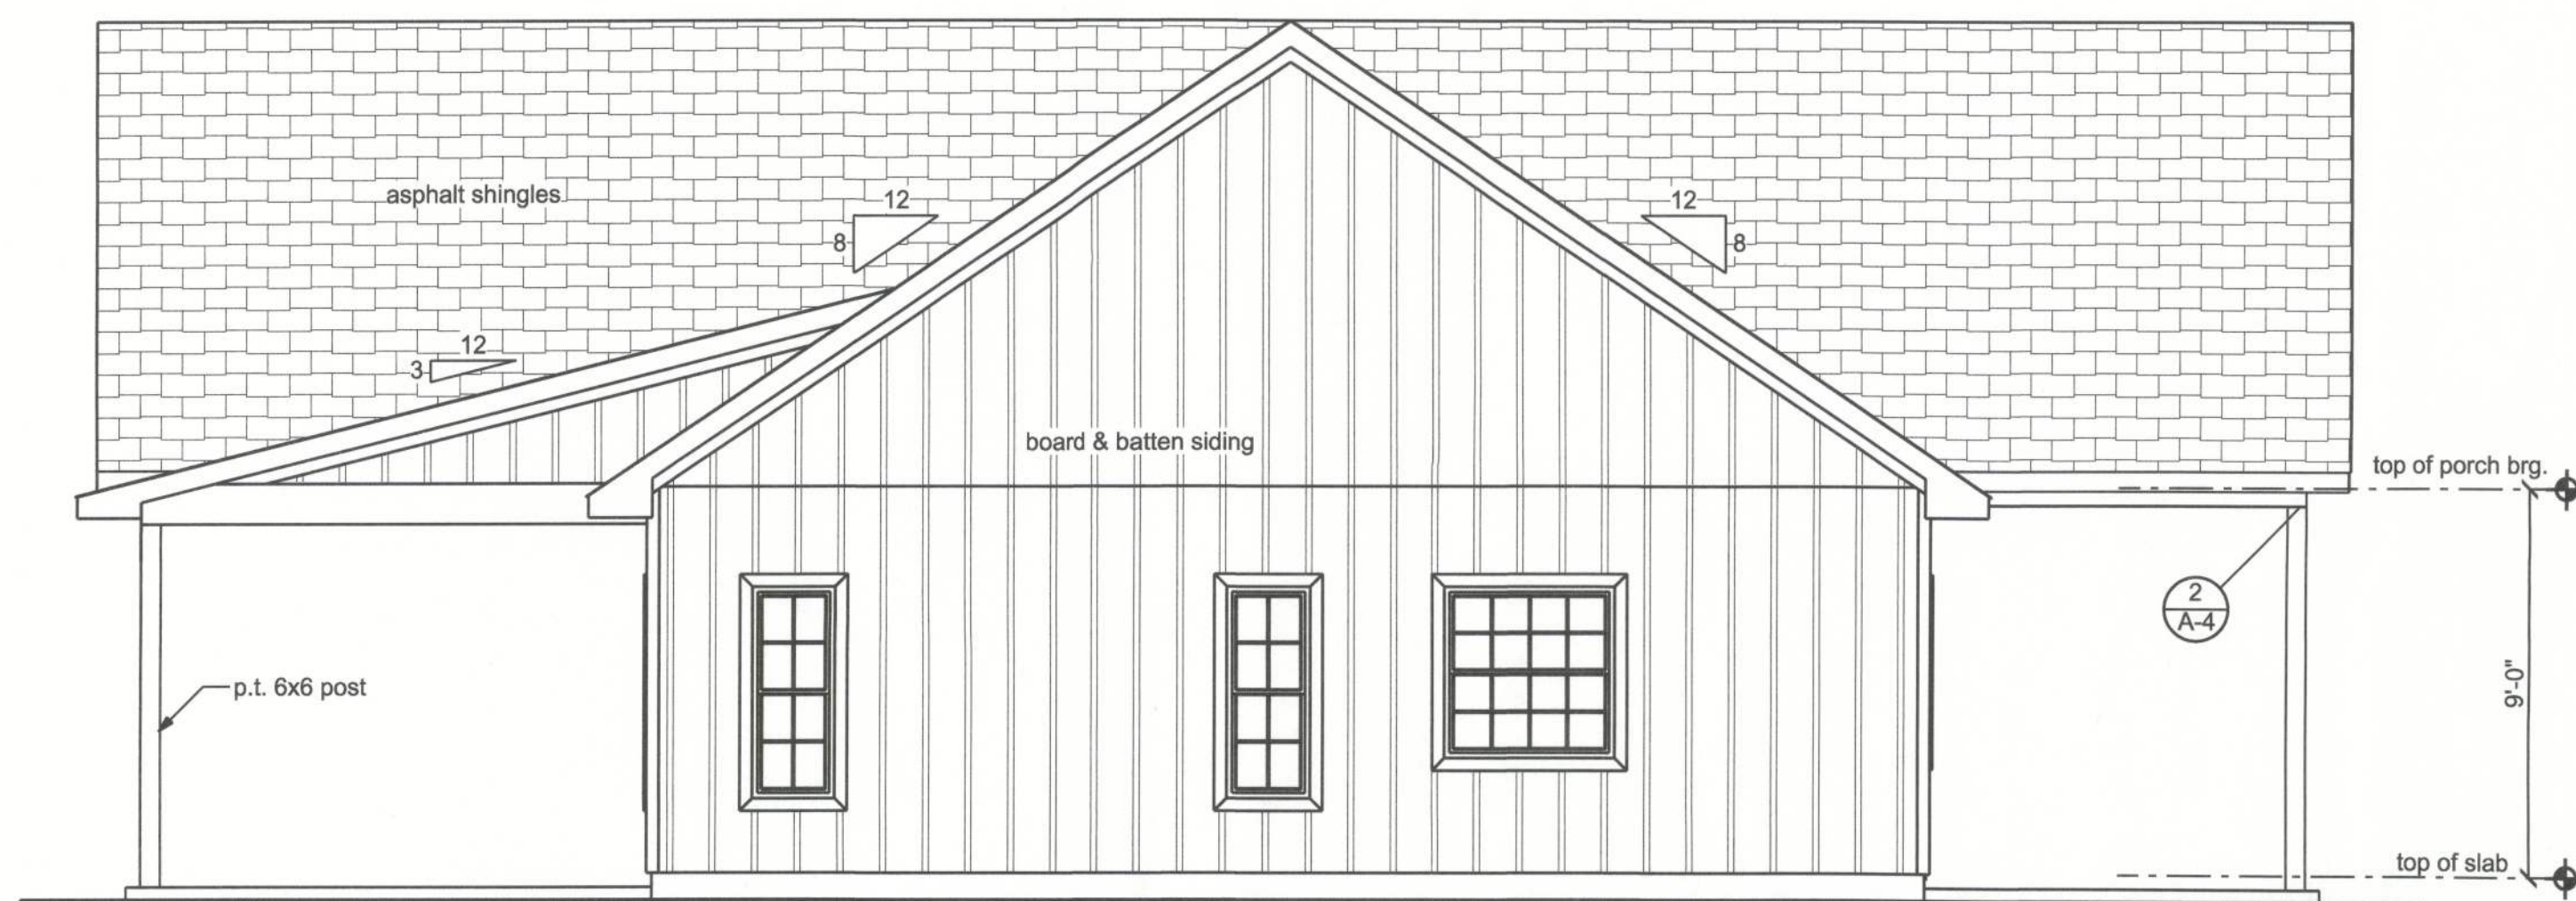 asphalt shingles
12
8
12
8
12
3
board & batten siding
top of porch brg.
2
A-4
p.t. 6x6 post
9'-0"
top of slab